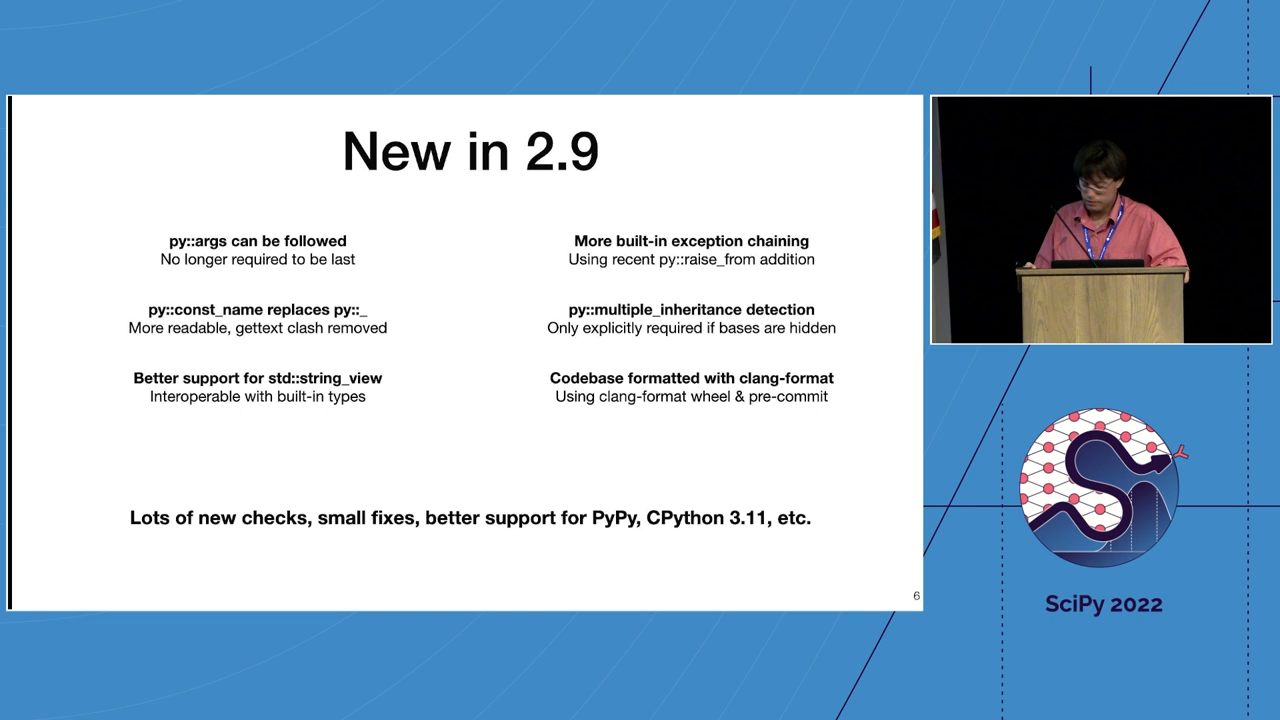 New in 2.9
py::args can be followed
No longer required to be last
More built-in exception chaining
Using recent py::raise_from addition
py::const_name replaces py::_
More readable, gettext clash removed
py::multiple_inheritance detection
Only explicitly required if bases are hidden
Better support for std::string_view
Interoperable with built-in types
Codebase formatted with clang-format
Using clang-format wheel & pre-commit
Lots of new checks, small fixes, better support for PyPy, CPython 3.11, etc.
6
SciPy 2022